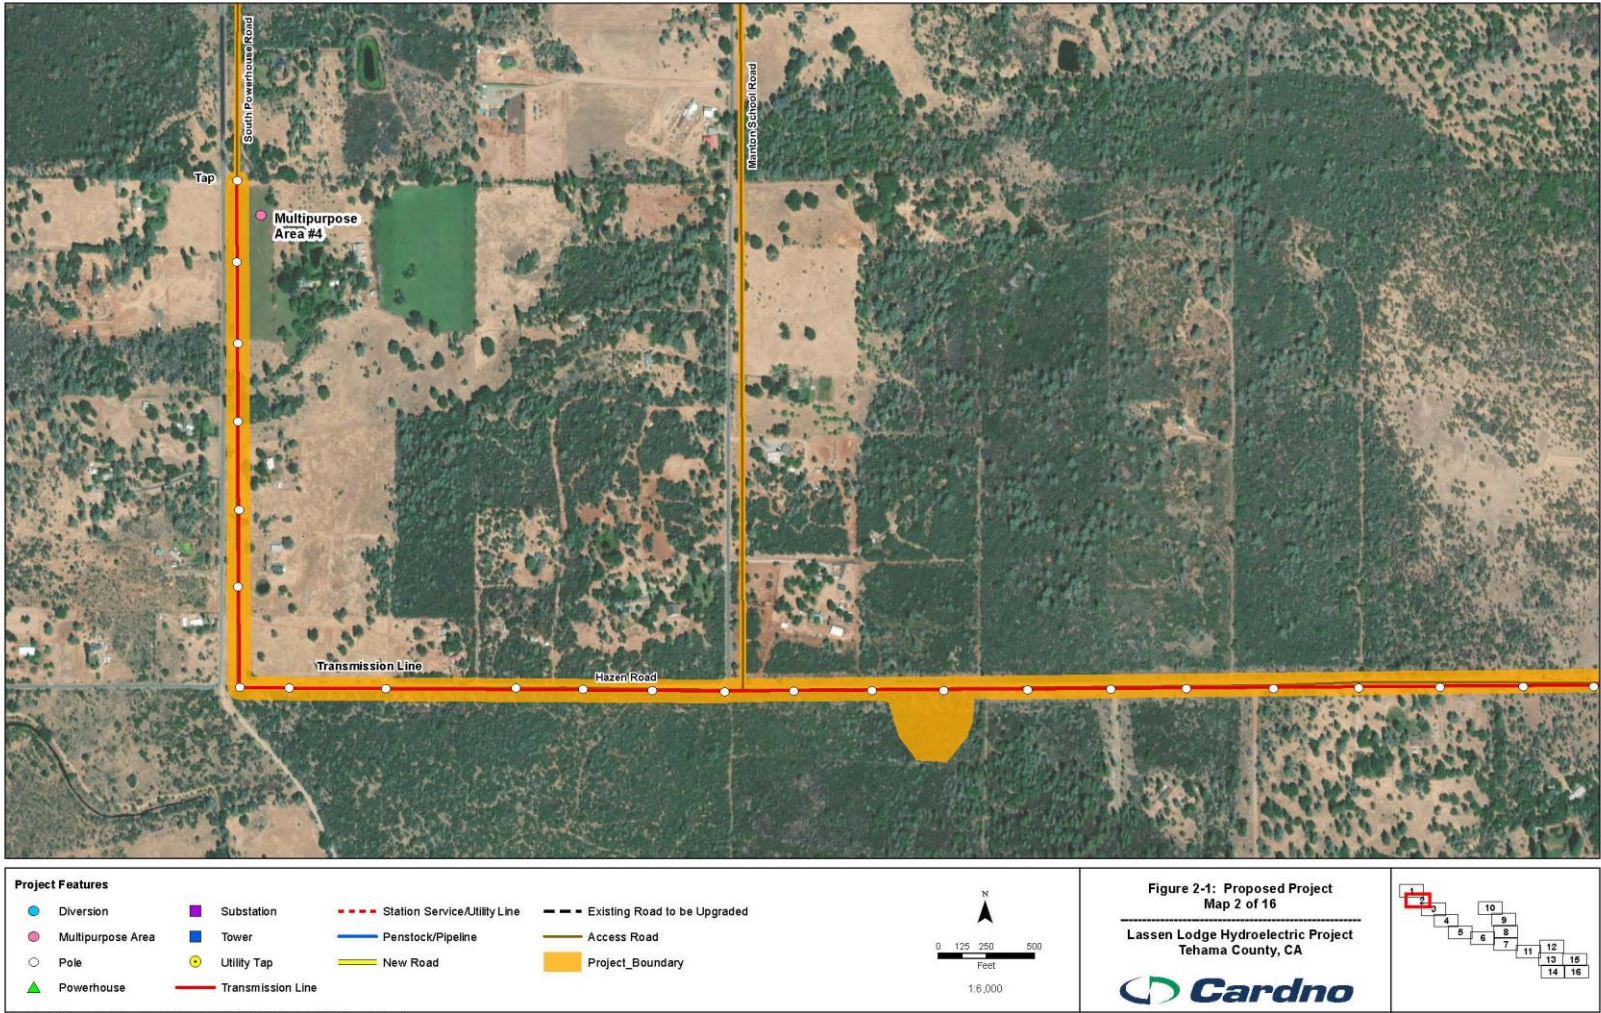 South Powerhouse Road
Manton School Road
Tap
Multipurpose
Area #4
Transmission Line
Hazen Road
Project Features
Diversion
Multipurpose Area
Pole
Powerhouse
Substation
Tower
Utility Tap
Transmission Line
Station Service/Utility Line
Penstock/Pipeline
New Road
Existing Road to be Upgraded
Access Road
Project_Boundary
N
0 125 250 500
Feet
1:6,000
Figure 2-1: Proposed Project
Map 2 of 16
Lassen Lodge Hydroelectric Project
Tehama County, CA
Cardno
1
2
3
4
5
6
10
9
8
7
11
12
13 15
14 16